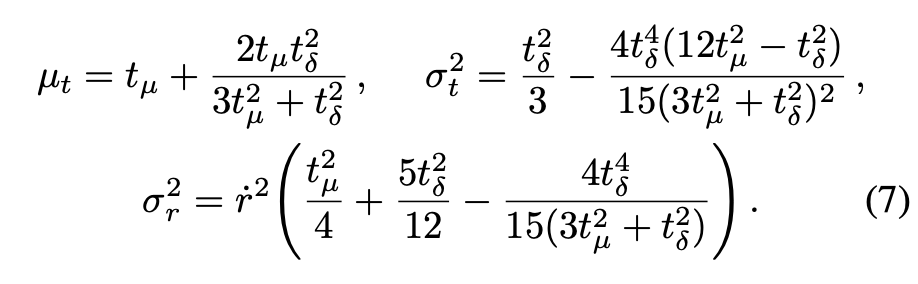 μ_t = t_μ + \frac{2t_μ t_δ^2}{3t_μ^2 + t_δ^2} , σ_t^2 = \frac{t_δ^2}{3} − \frac{4t_δ^4(12t_μ^2 − t_δ^2)}{15(3t_μ^2 + t_δ^2)^2} ,
σ_r^2 = \dot{r}^2 \left( \frac{t_μ^2}{4} + \frac{5t_δ^2}{12} − \frac{4t_δ^4}{15(3t_μ^2 + t_δ^2)} \right) . (7)